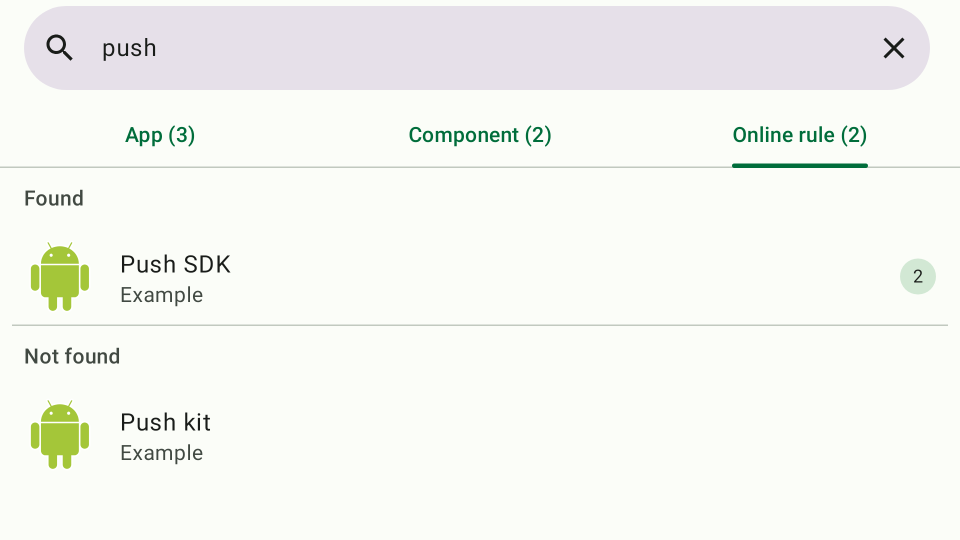 push
App (3)
Component (2)
Online rule (2)
Found
Push SDK
Example
2
Not found
Push kit
Example